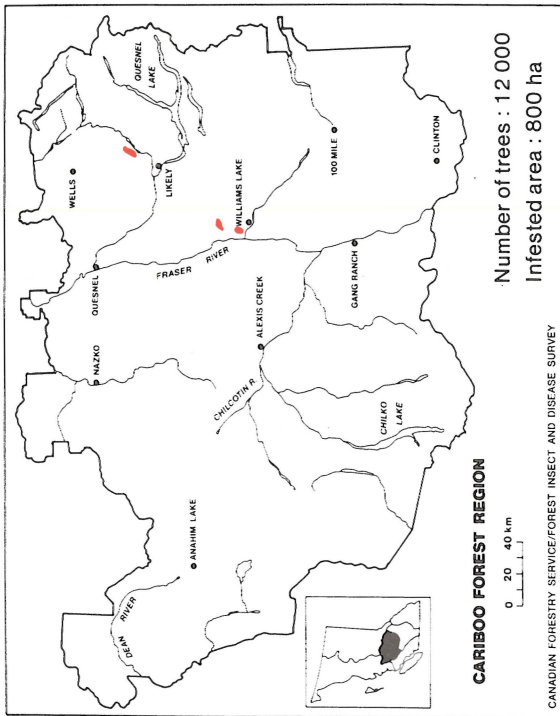 WELLS
QUESNEL
LAKE
LIKELY
QUESNEL
NAZKO
FRASER
RIVER
WILLIAMS LAKE
100 MILE
ALEXIS CREEK
CHILCOTIN R
ANAHIM LAKE
DEAN
RIVER
GANG RANCH
CLINTON
CHILKO
LAKE
CARIBOO FOREST REGION
0 20 40 km
Number of trees : 12 000
Infested area : 800 ha
CANADIAN FORESTRY SERVICE/FOREST INSECT AND DISEASE SURVEY